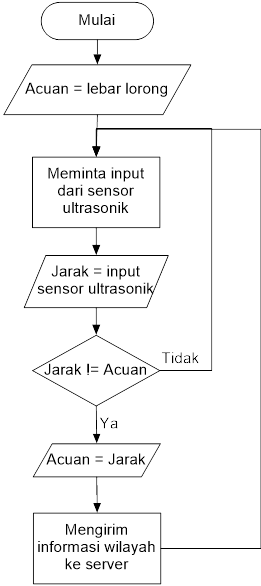 Mulai
Acuan = lebar lorong
Meminta input
dari sensor
ultrasonik
Jarak = input
sensor ultrasonik
Jarak != Acuan
Tidak
Ya
Acuan = Jarak
Mengirim
informasi wilayah
ke server